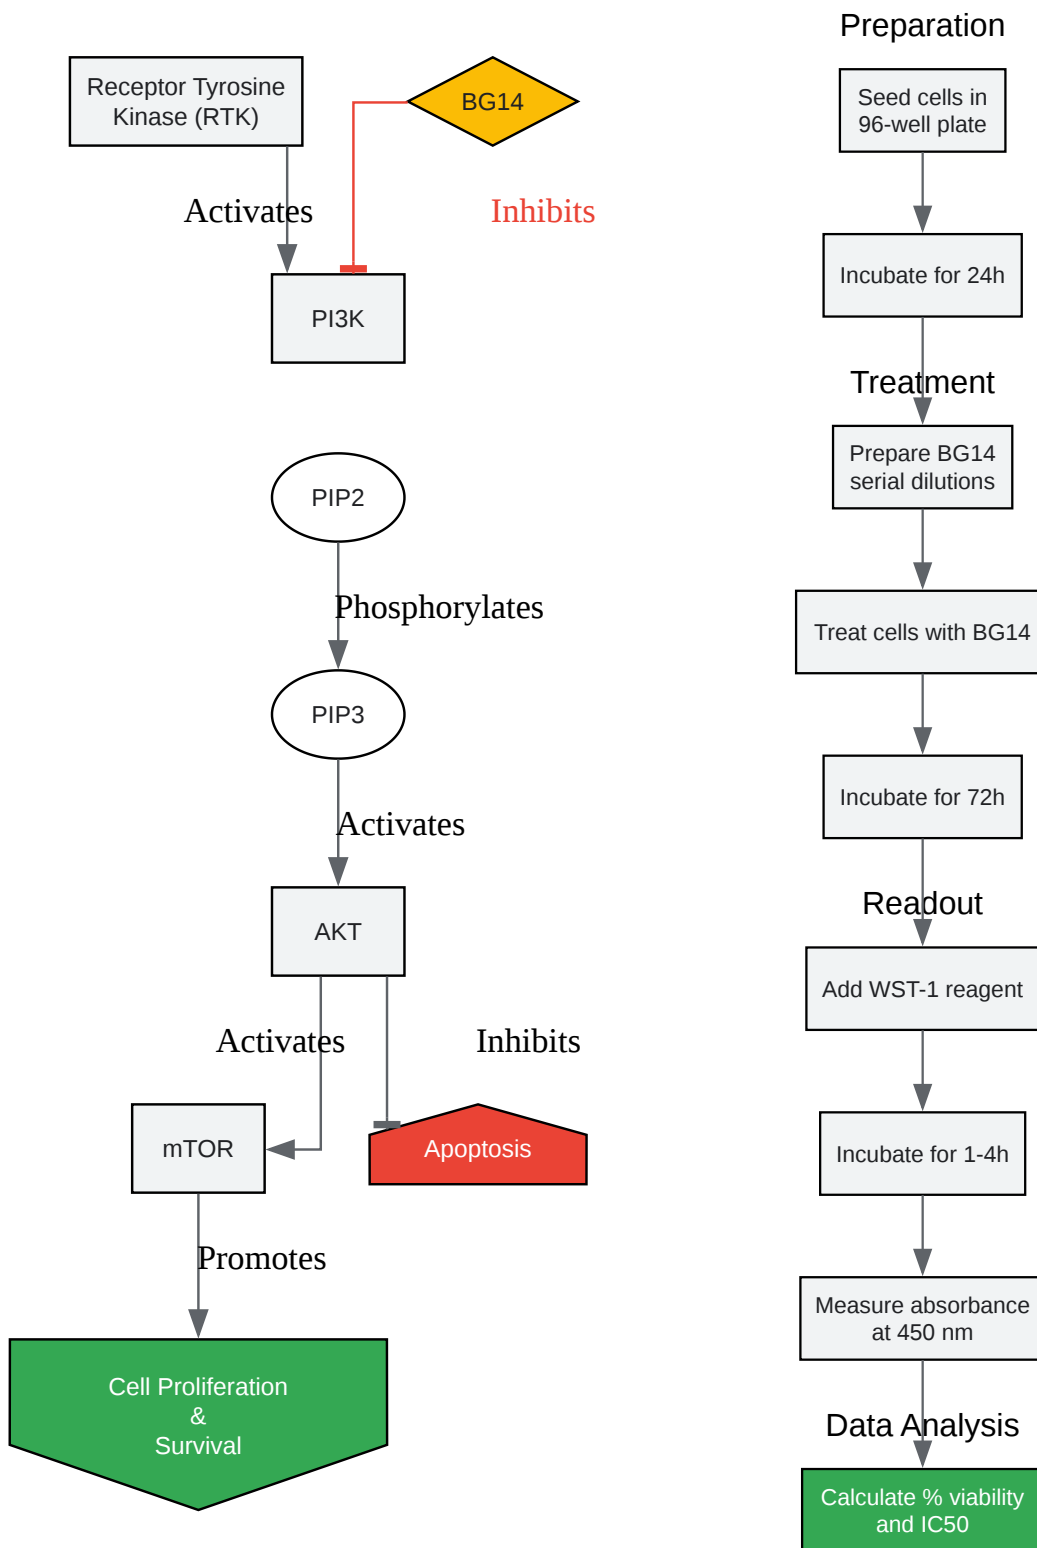 Receptor Tyrosine
Kinase (RTK)
BG14
Activates
Inhibits
PI3K
PIP2
Phosphorylates
PIP3
Activates
AKT
Activates
Inhibits
mTOR
Apoptosis
Promotes
Cell Proliferation
&
Survival
Preparation
Seed cells in
96-well plate
Incubate for 24h
Treatment
Prepare BG14
serial dilutions
Treat cells with BG14
Incubate for 72h
Readout
Add WST-1 reagent
Incubate for 1-4h
Measure absorbance
at 450 nm
Data Analysis
Calculate % viability
and IC50